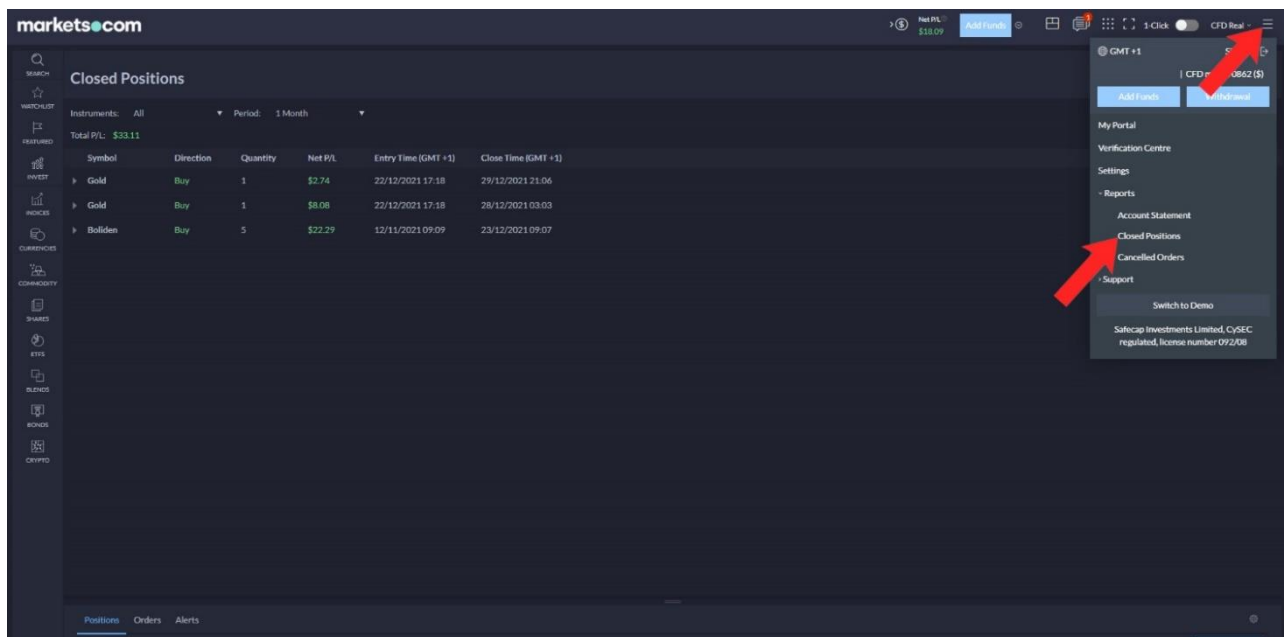 markets.com
Net P/L
$18.09
Add Funds
1
1-Click
CFD Real
SEARCH
WATCHLIST
FEATURED
INVEST
INDICES
CURRENCIES
COMMODITY
SHARES
ETFS
BLENDS
BONDS
CRYPTO
Closed Positions
Instruments: All Period: 1 Month
Total P/L: $33.11
Symbol Direction Quantity Net P/L Entry Time (GMT +1) Close Time (GMT +1)
Gold Buy 1 $2.74 22/12/2021 17:18 29/12/2021 21:06
Gold Buy 1 $8.08 22/12/2021 17:18 28/12/2021 03:03
Boliden Buy 5 $22.29 12/11/2021 09:09 23/12/2021 09:07
GMT +1
| CFD 0862 ($)
Add Funds Withdrawal
My Portal
Verification Centre
Settings
- Reports
Account Statement
Closed Positions
Cancelled Orders
› Support
Switch to Demo
Safecap Investments Limited, CySEC
regulated, license number 092/08
Positions Orders Alerts